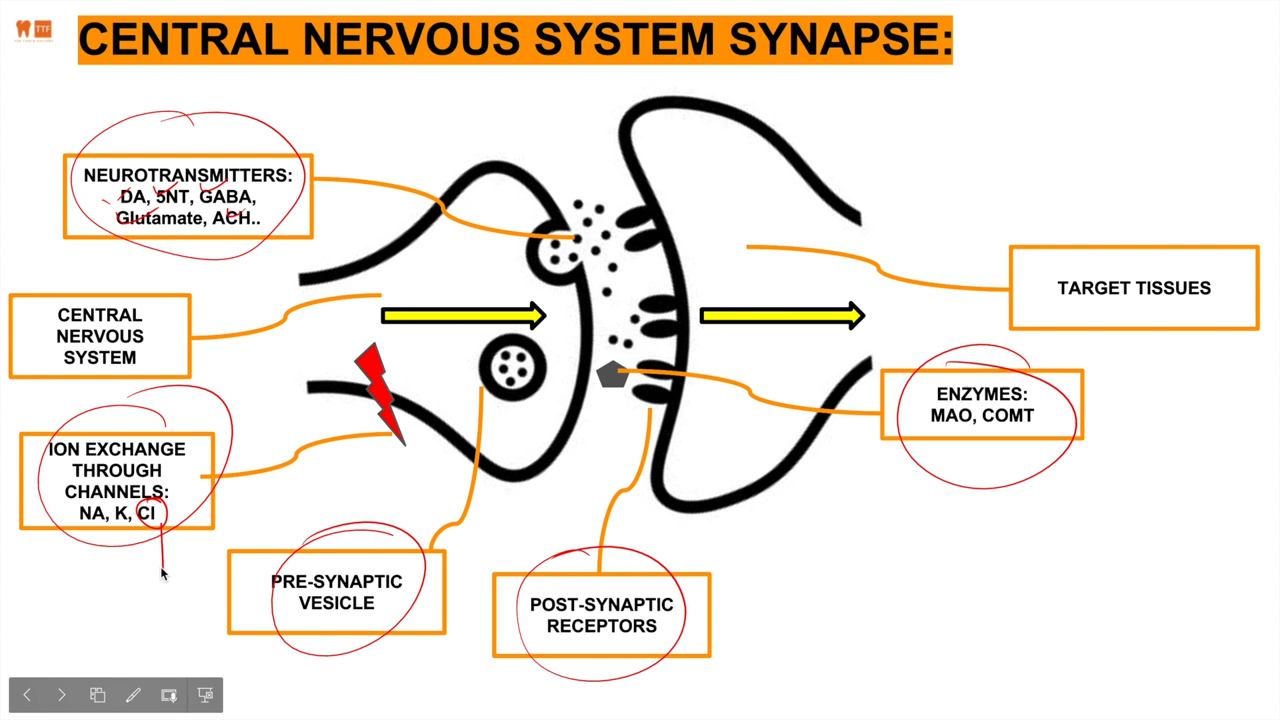 TTF
CENTRAL NERVOUS SYSTEM SYNAPSE:
NEUROTRANSMITTERS:
DA, 5NT, GABA,
Glutamate, ACH..
CENTRAL
NERVOUS
SYSTEM
ION EXCHANGE
THROUGH
CHANNELS:
NA, K, Cl
PRE-SYNAPTIC
VESICLE
POST-SYNAPTIC
RECEPTORS
TARGET TISSUES
ENZYMES:
MAO, COMT